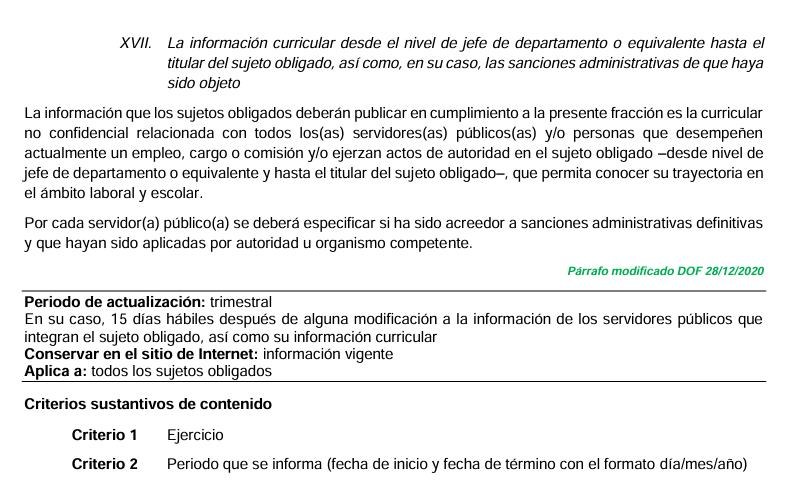 XVII. La información curricular desde el nivel de jefe de departamento o equivalente hasta el
titular del sujeto obligado, así como, en su caso, las sanciones administrativas de que haya
sido objeto
La información que los sujetos obligados deberán publicar en cumplimiento a la presente fracción es la curricular
no confidencial relacionada con todos los(as) servidores(as) públicos(as) y/o personas que desempeñen
actualmente un empleo, cargo o comisión y/o ejerzan actos de autoridad en el sujeto obligado –desde nivel de
jefe de departamento o equivalente y hasta el titular del sujeto obligado–, que permita conocer su trayectoria en
el ámbito laboral y escolar.
Por cada servidor(a) público(a) se deberá especificar si ha sido acreedor a sanciones administrativas definitivas
y que hayan sido aplicadas por autoridad u organismo competente.
Párrafo modificado DOF 28/12/2020
Periodo de actualización: trimestral
En su caso, 15 días hábiles después de alguna modificación a la información de los servidores públicos que
integran el sujeto obligado, así como su información curricular
Conservar en el sitio de Internet: información vigente
Aplica a: todos los sujetos obligados
Criterios sustantivos de contenido
Criterio 1 Ejercicio
Criterio 2 Periodo que se informa (fecha de inicio y fecha de término con el formato día/mes/año)